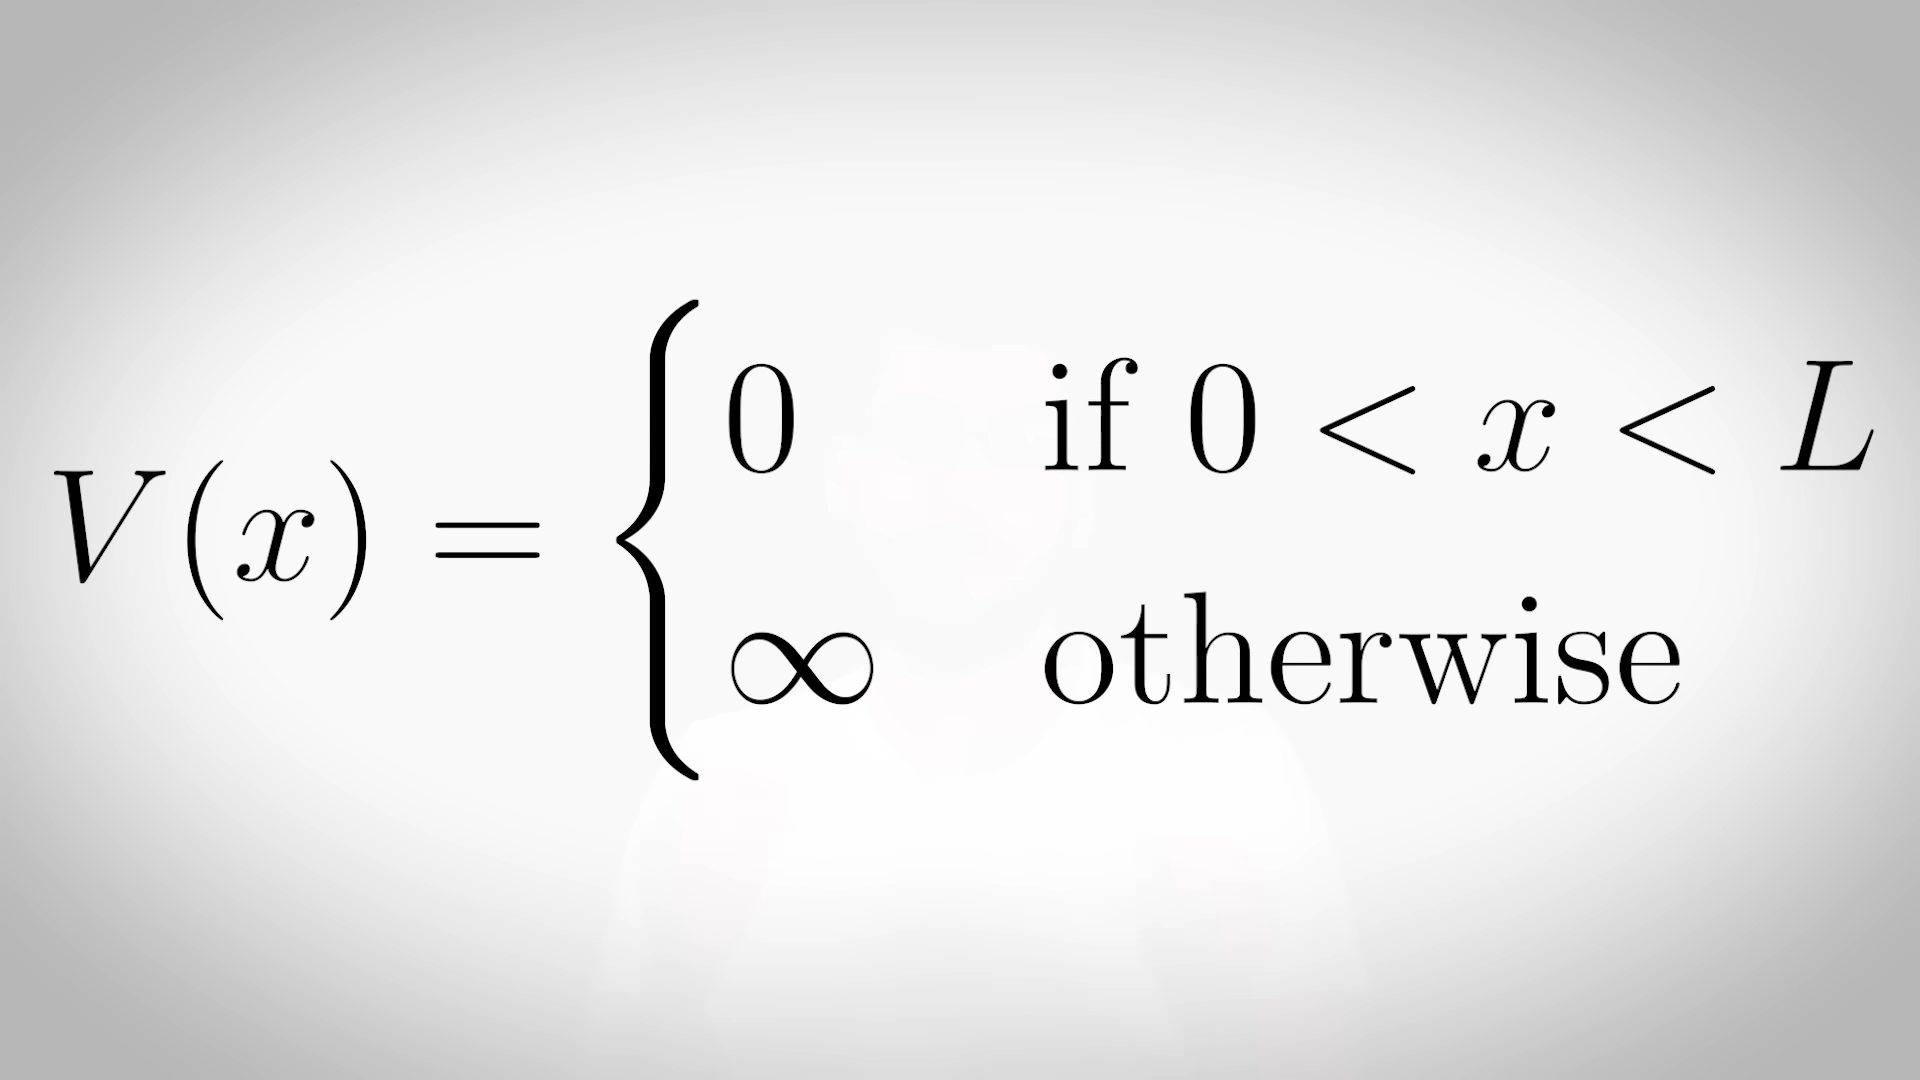 V(x) = { 0 if 0 < x < L
∞ otherwise